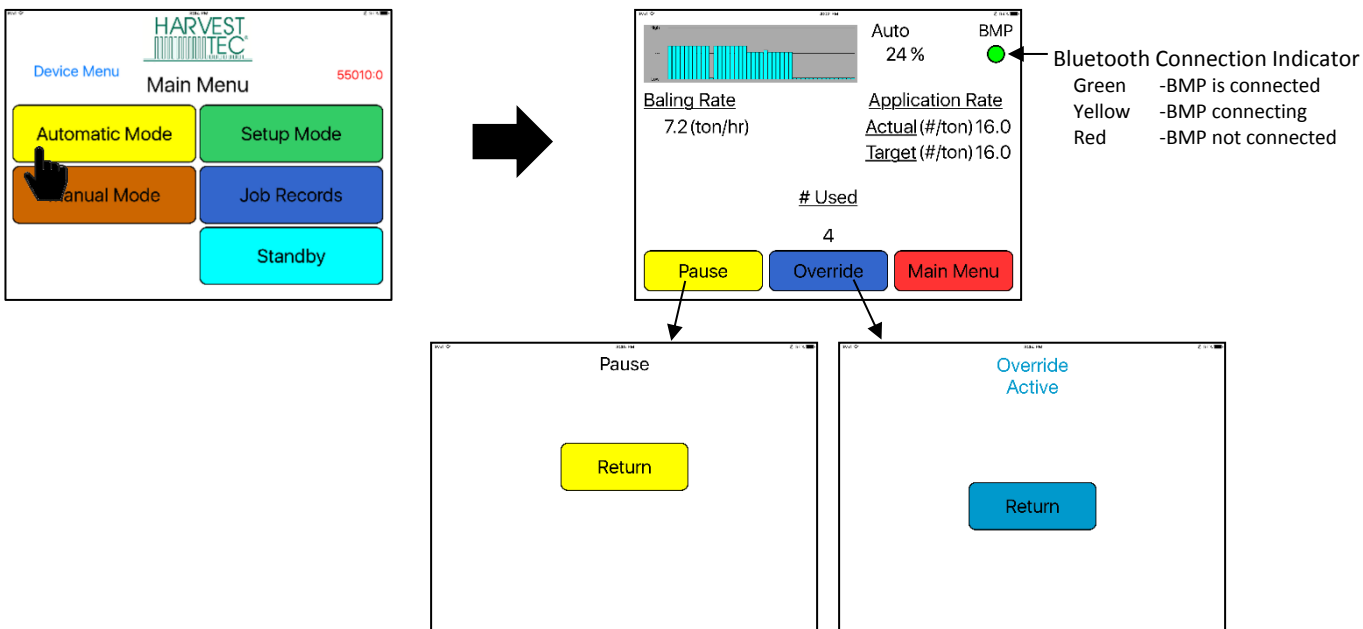 HARVEST
TEC
Device Menu
Main Menu
55010:0
Automatic Mode
Setup Mode
Manual Mode
Job Records
Standby
Auto
BMP
24 %
Baling Rate
7.2 (ton/hr)
Application Rate
Actual (#/ton) 16.0
Target (#/ton) 16.0
# Used
4
Pause
Override
Main Menu
Bluetooth Connection Indicator
Green -BMP is connected
Yellow -BMP connecting
Red -BMP not connected
Pause
Return
Override
Active
Return